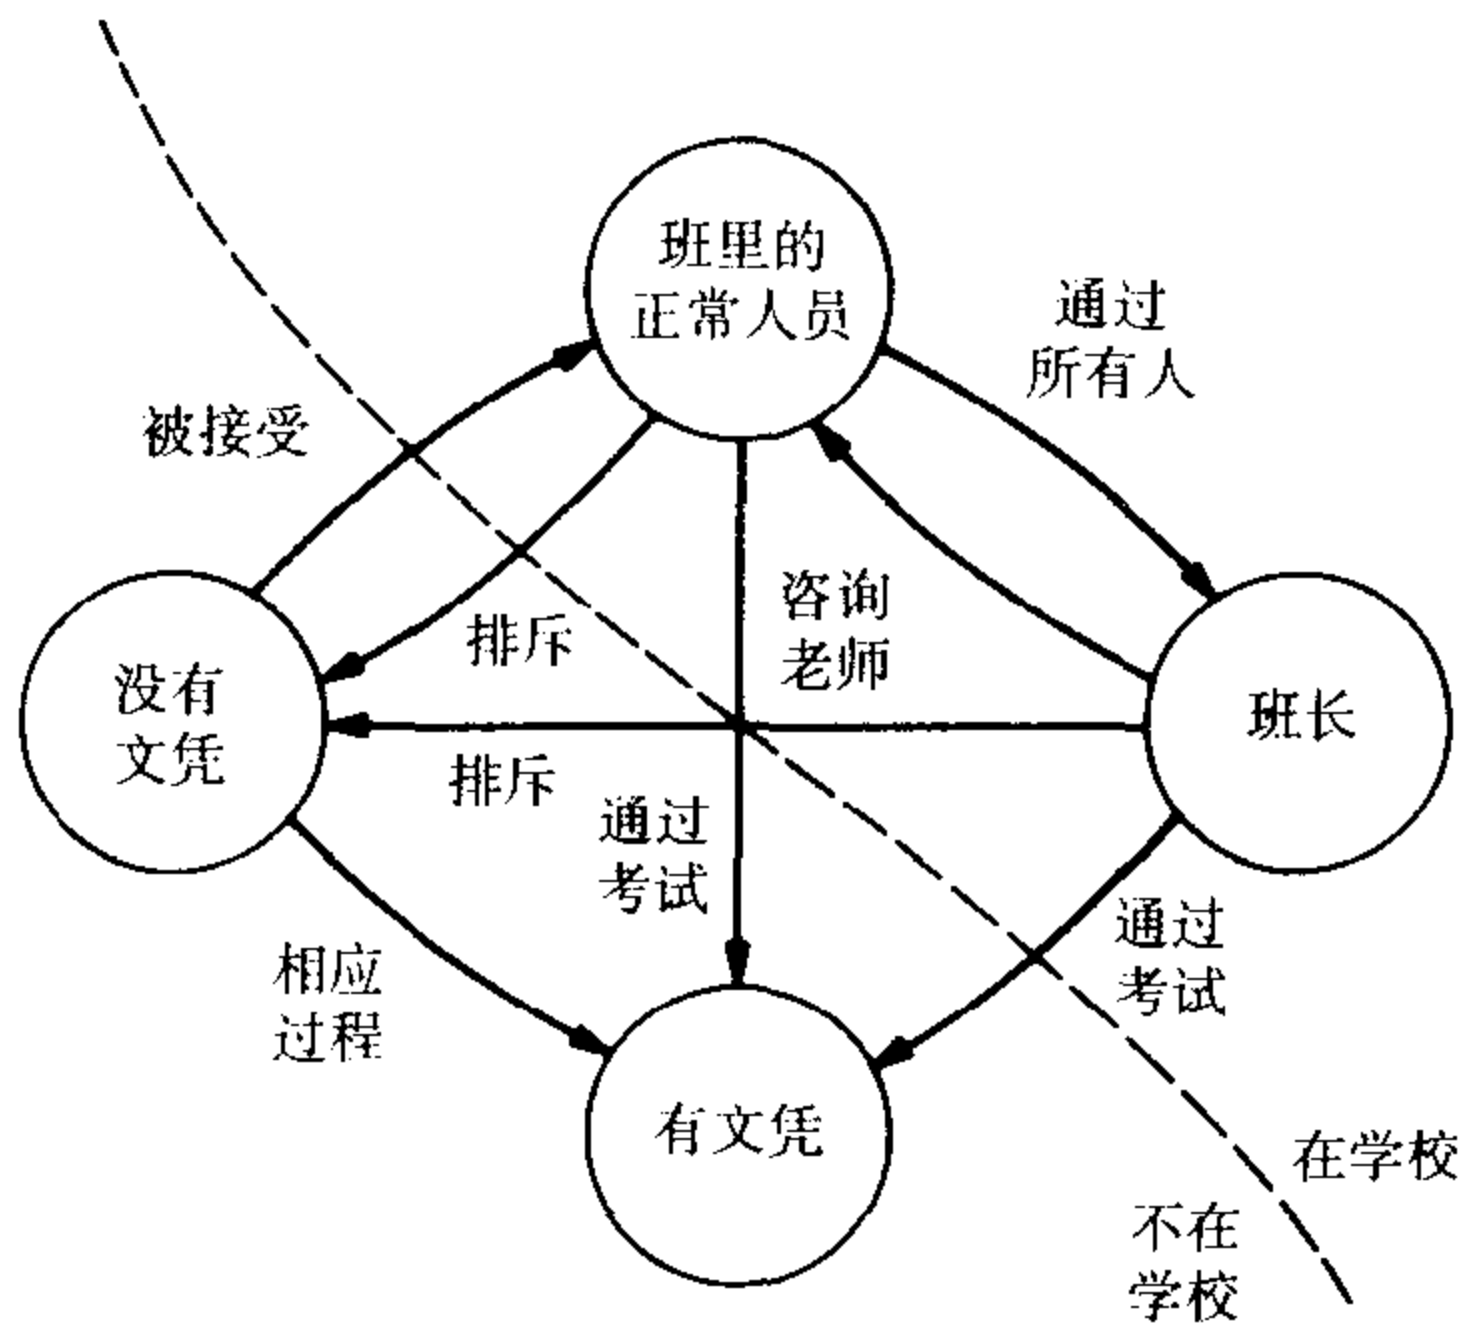 班里的
正常人员
通过
所有人
被接受
咨询
老师
排斥
没有
文凭
班长
排斥
通过
考试
通过
考试
相应
过程
有文凭
在学校
不在
学校